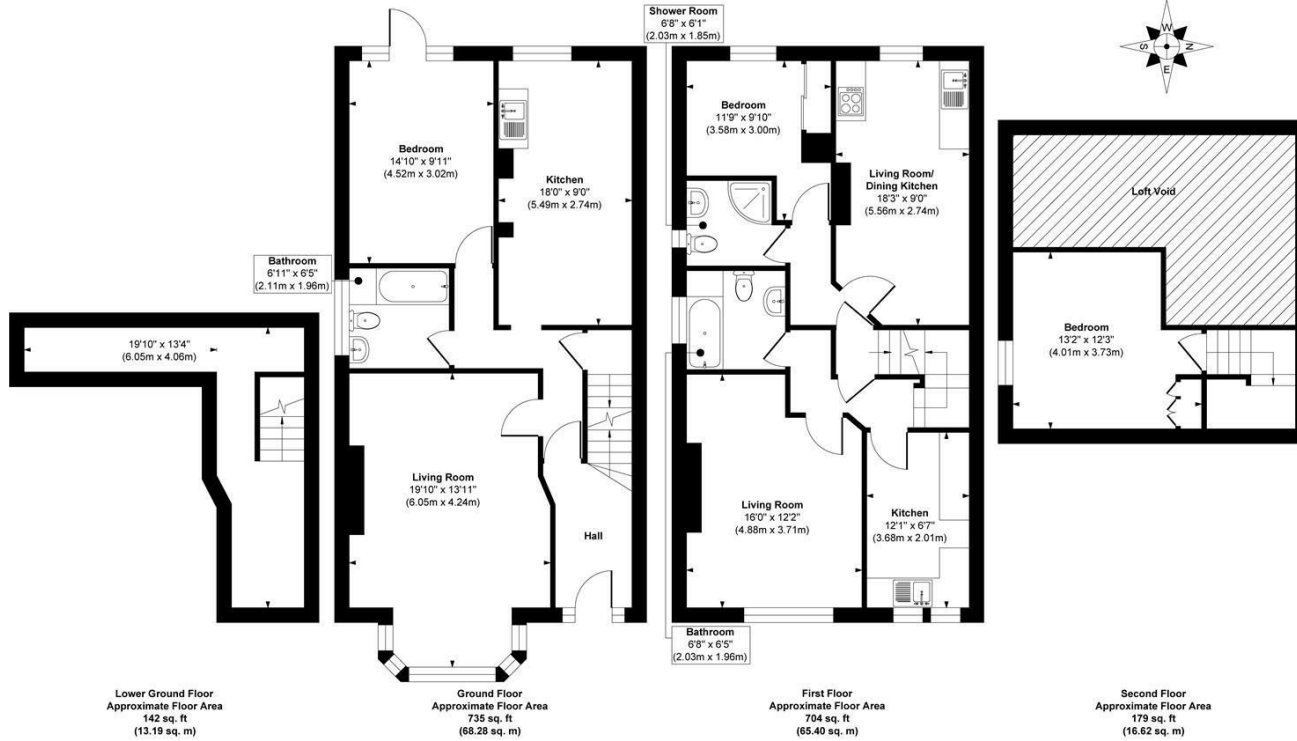 Shower Room
6'8" x 6'1"
(2.03m x 1.85m)
W
S
N
E
Bedroom
14'10" x 9'11"
(4.52m x 3.02m)
Kitchen
18'0" x 9'0"
(5.49m x 2.74m)
Bedroom
11'9" x 9'10"
(3.58m x 3.00m)
Living Room/
Dining Kitchen
18'3" x 9'0"
(5.56m x 2.74m)
Loft Void
Bathroom
6'11" x 6'5"
(2.11m x 1.96m)
19'10" x 13'4"
(6.05m x 4.06m)
Bedroom
13'2" x 12'3"
(4.01m x 3.73m)
Living Room
19'10" x 13'11"
(6.05m x 4.24m)
Hall
Living Room
16'0" x 12'2"
(4.88m x 3.71m)
Kitchen
12'1" x 6'7"
(3.68m x 2.01m)
Bathroom
6'8" x 6'5"
(2.03m x 1.96m)
Lower Ground Floor
Approximate Floor Area
142 sq. ft
(13.19 sq. m)
Ground Floor
Approximate Floor Area
735 sq. ft
(68.28 sq. m)
First Floor
Approximate Floor Area
704 sq. ft
(65.40 sq. m)
Second Floor
Approximate Floor Area
179 sq. ft
(16.62 sq. m)